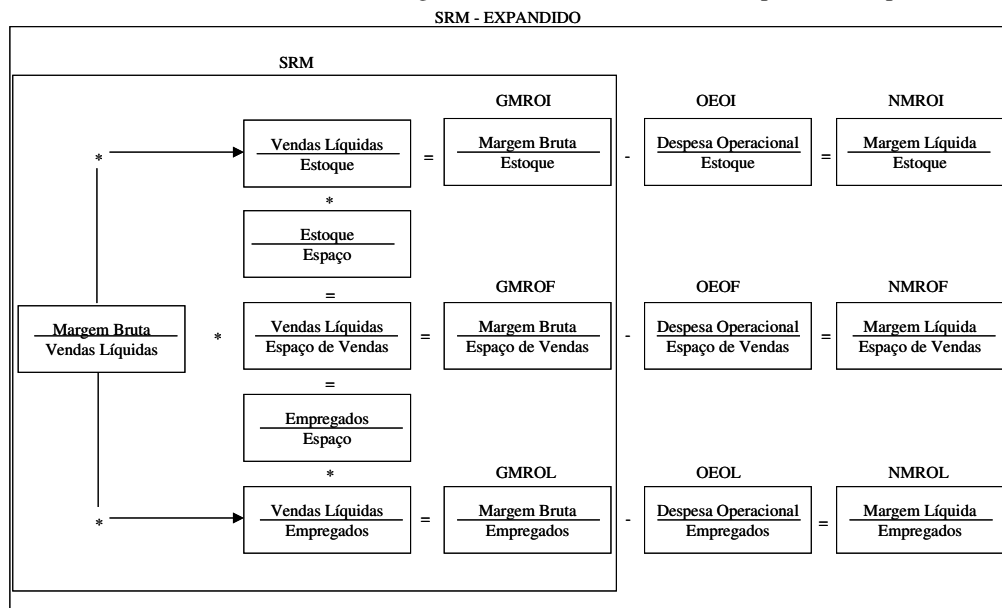 SRM - EXPANDIDO
SRM
GMROI
OEOI
NMROI
*
Vendas Líquidas
Estoque
=
Margem Bruta
Estoque
-
Despesa Operacional
Estoque
=
Margem Líquida
Estoque
*
Estoque
Espaço
=
GMROF
OEOF
NMROF
Margem Bruta
Vendas Líquidas
*
Vendas Líquidas
Espaço de Vendas
=
Margem Bruta
Espaço de Vendas
-
Despesa Operacional
Espaço de Vendas
=
Margem Líquida
Espaço de Vendas
=
Empregados
Espaço
*
GMROL
OEOL
NMROL
*
Vendas Líquidas
Empregados
=
Margem Bruta
Empregados
-
Despesa Operacional
Empregados
=
Margem Líquida
Empregados